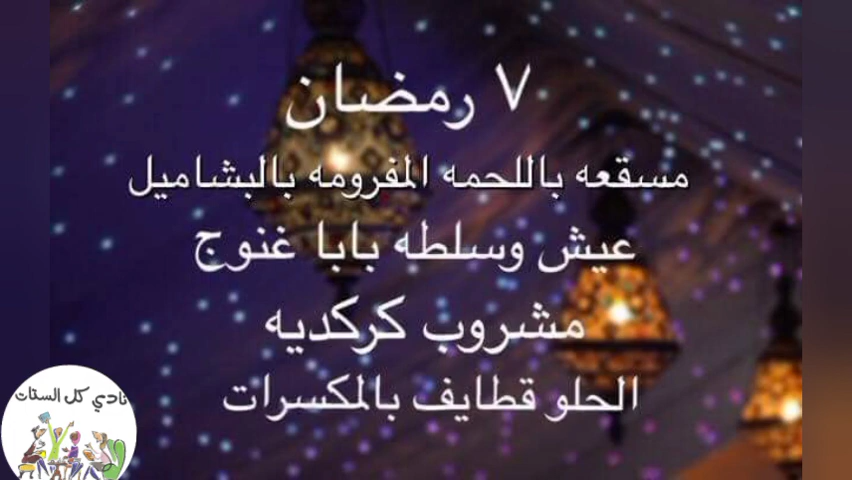 ٧ رمضان
مسقعه باللحمه المفرومه بالبشاميل
عيش وسلطه بابا غنوج
مشروب كركديه
الحلو قطايف بالمكسرات
نادي كل الستات